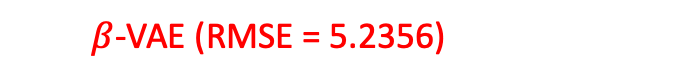 β-VAE (RMSE = 5.2356)